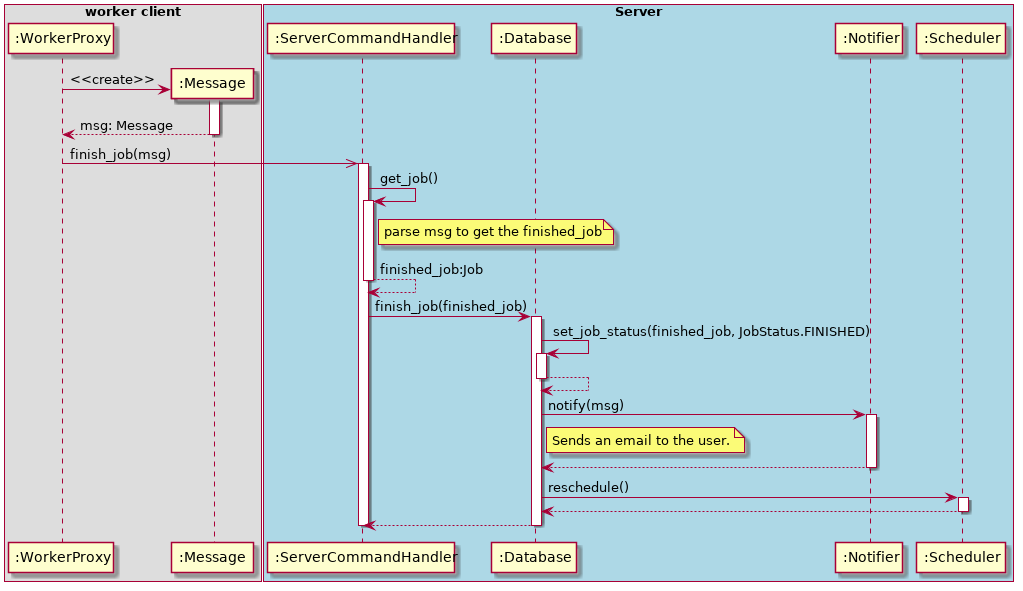 worker client
Server
:WorkerProxy
:ServerCommandHandler
:Database
:Notifier
:Scheduler
<<create>>
:Message
msg: Message
finish_job(msg)
get_job()
parse msg to get the finished_job
finished_job:Job
finish_job(finished_job)
set_job_status(finished_job, JobStatus.FINISHED)
notify(msg)
Sends an email to the user.
reschedule()
:WorkerProxy
:Message
:ServerCommandHandler
:Database
:Notifier
:Scheduler